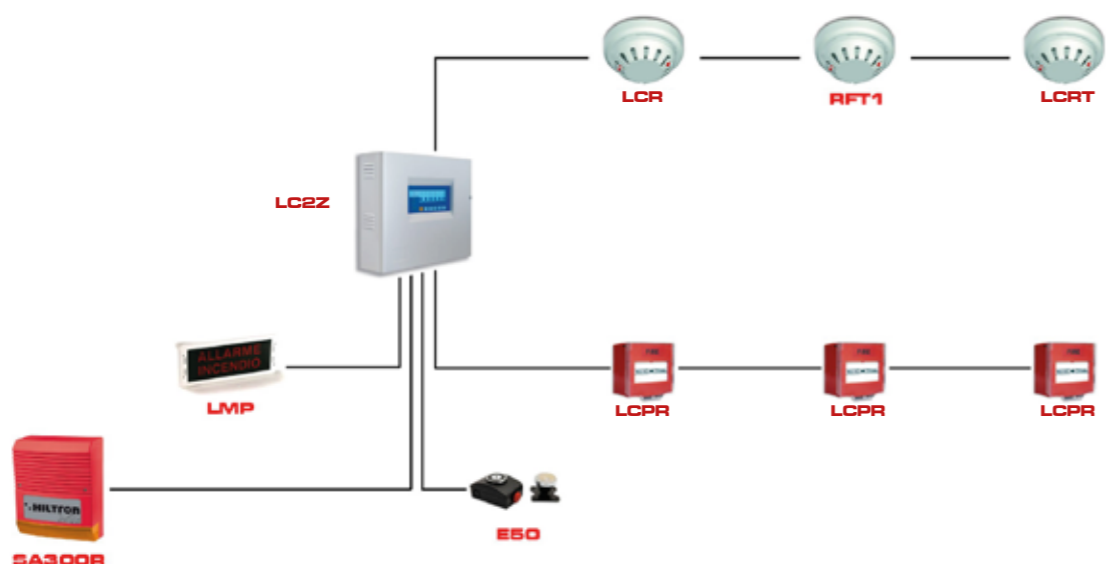 LCR
RFT1
LCRT
LC2Z
ALLARME
INCENDIO
LMP
LCPR
LCPR
LCPR
HILTRON
E50
SA300R